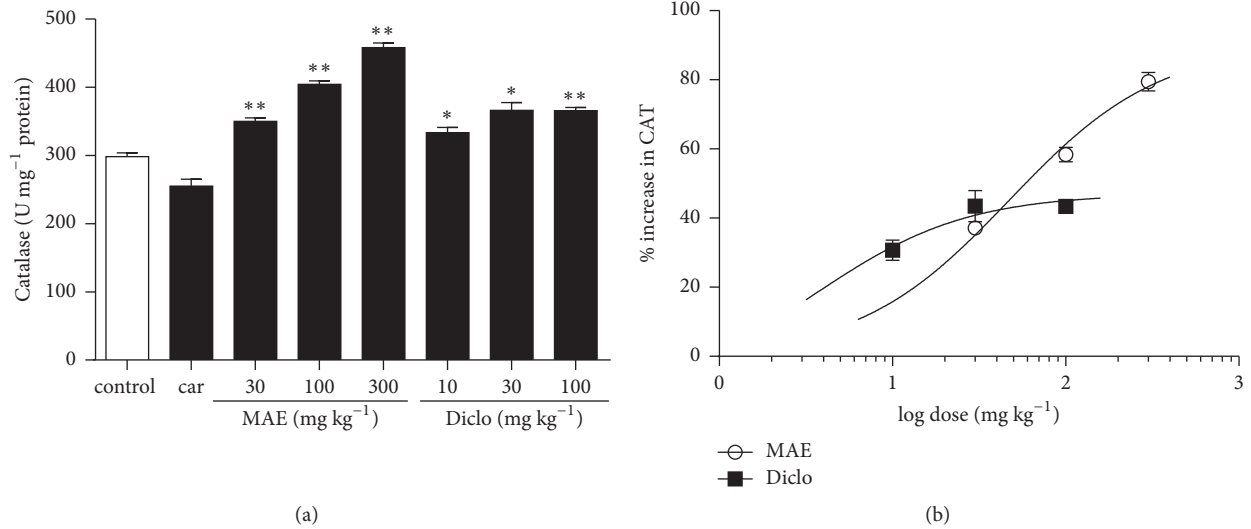 500
400
300
200
100
0
Catalase (U mg⁻¹ protein)
** ** ** * * **
control car 30 100 300 10 30 100
MAE (mg kg⁻¹) Diclo (mg kg⁻¹)
(a)
100
80
60
40
20
0
% increase in CAT
0 1 2 3
log dose (mg kg⁻¹)
MAE
Diclo
(b)